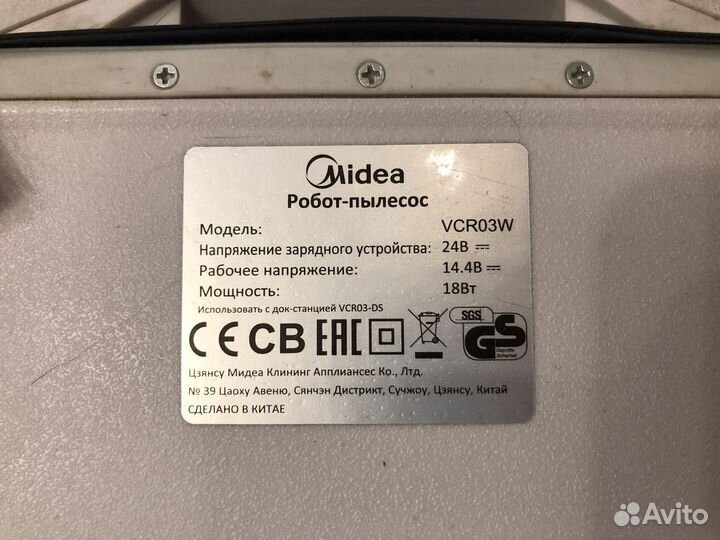 Midea
Робот-пылесос
Модель: VCR03W
Напряжение зарядного устройства: 24В
Рабочее напряжение: 14.4В
Мощность: 18Вт
Использовать с док-станцией VCR03-DS
CE CB EAC SGS GS
Geprüfte Sicherheit
Цзянсу Мидеа Клининг Апплиансес Ко., Лтд.
№ 39 Цаоху Авеню, Сянчэн Дистрикт, Сучжоу, Цзянсу, Китай
СДЕЛАНО В КИТАЕ
Avito